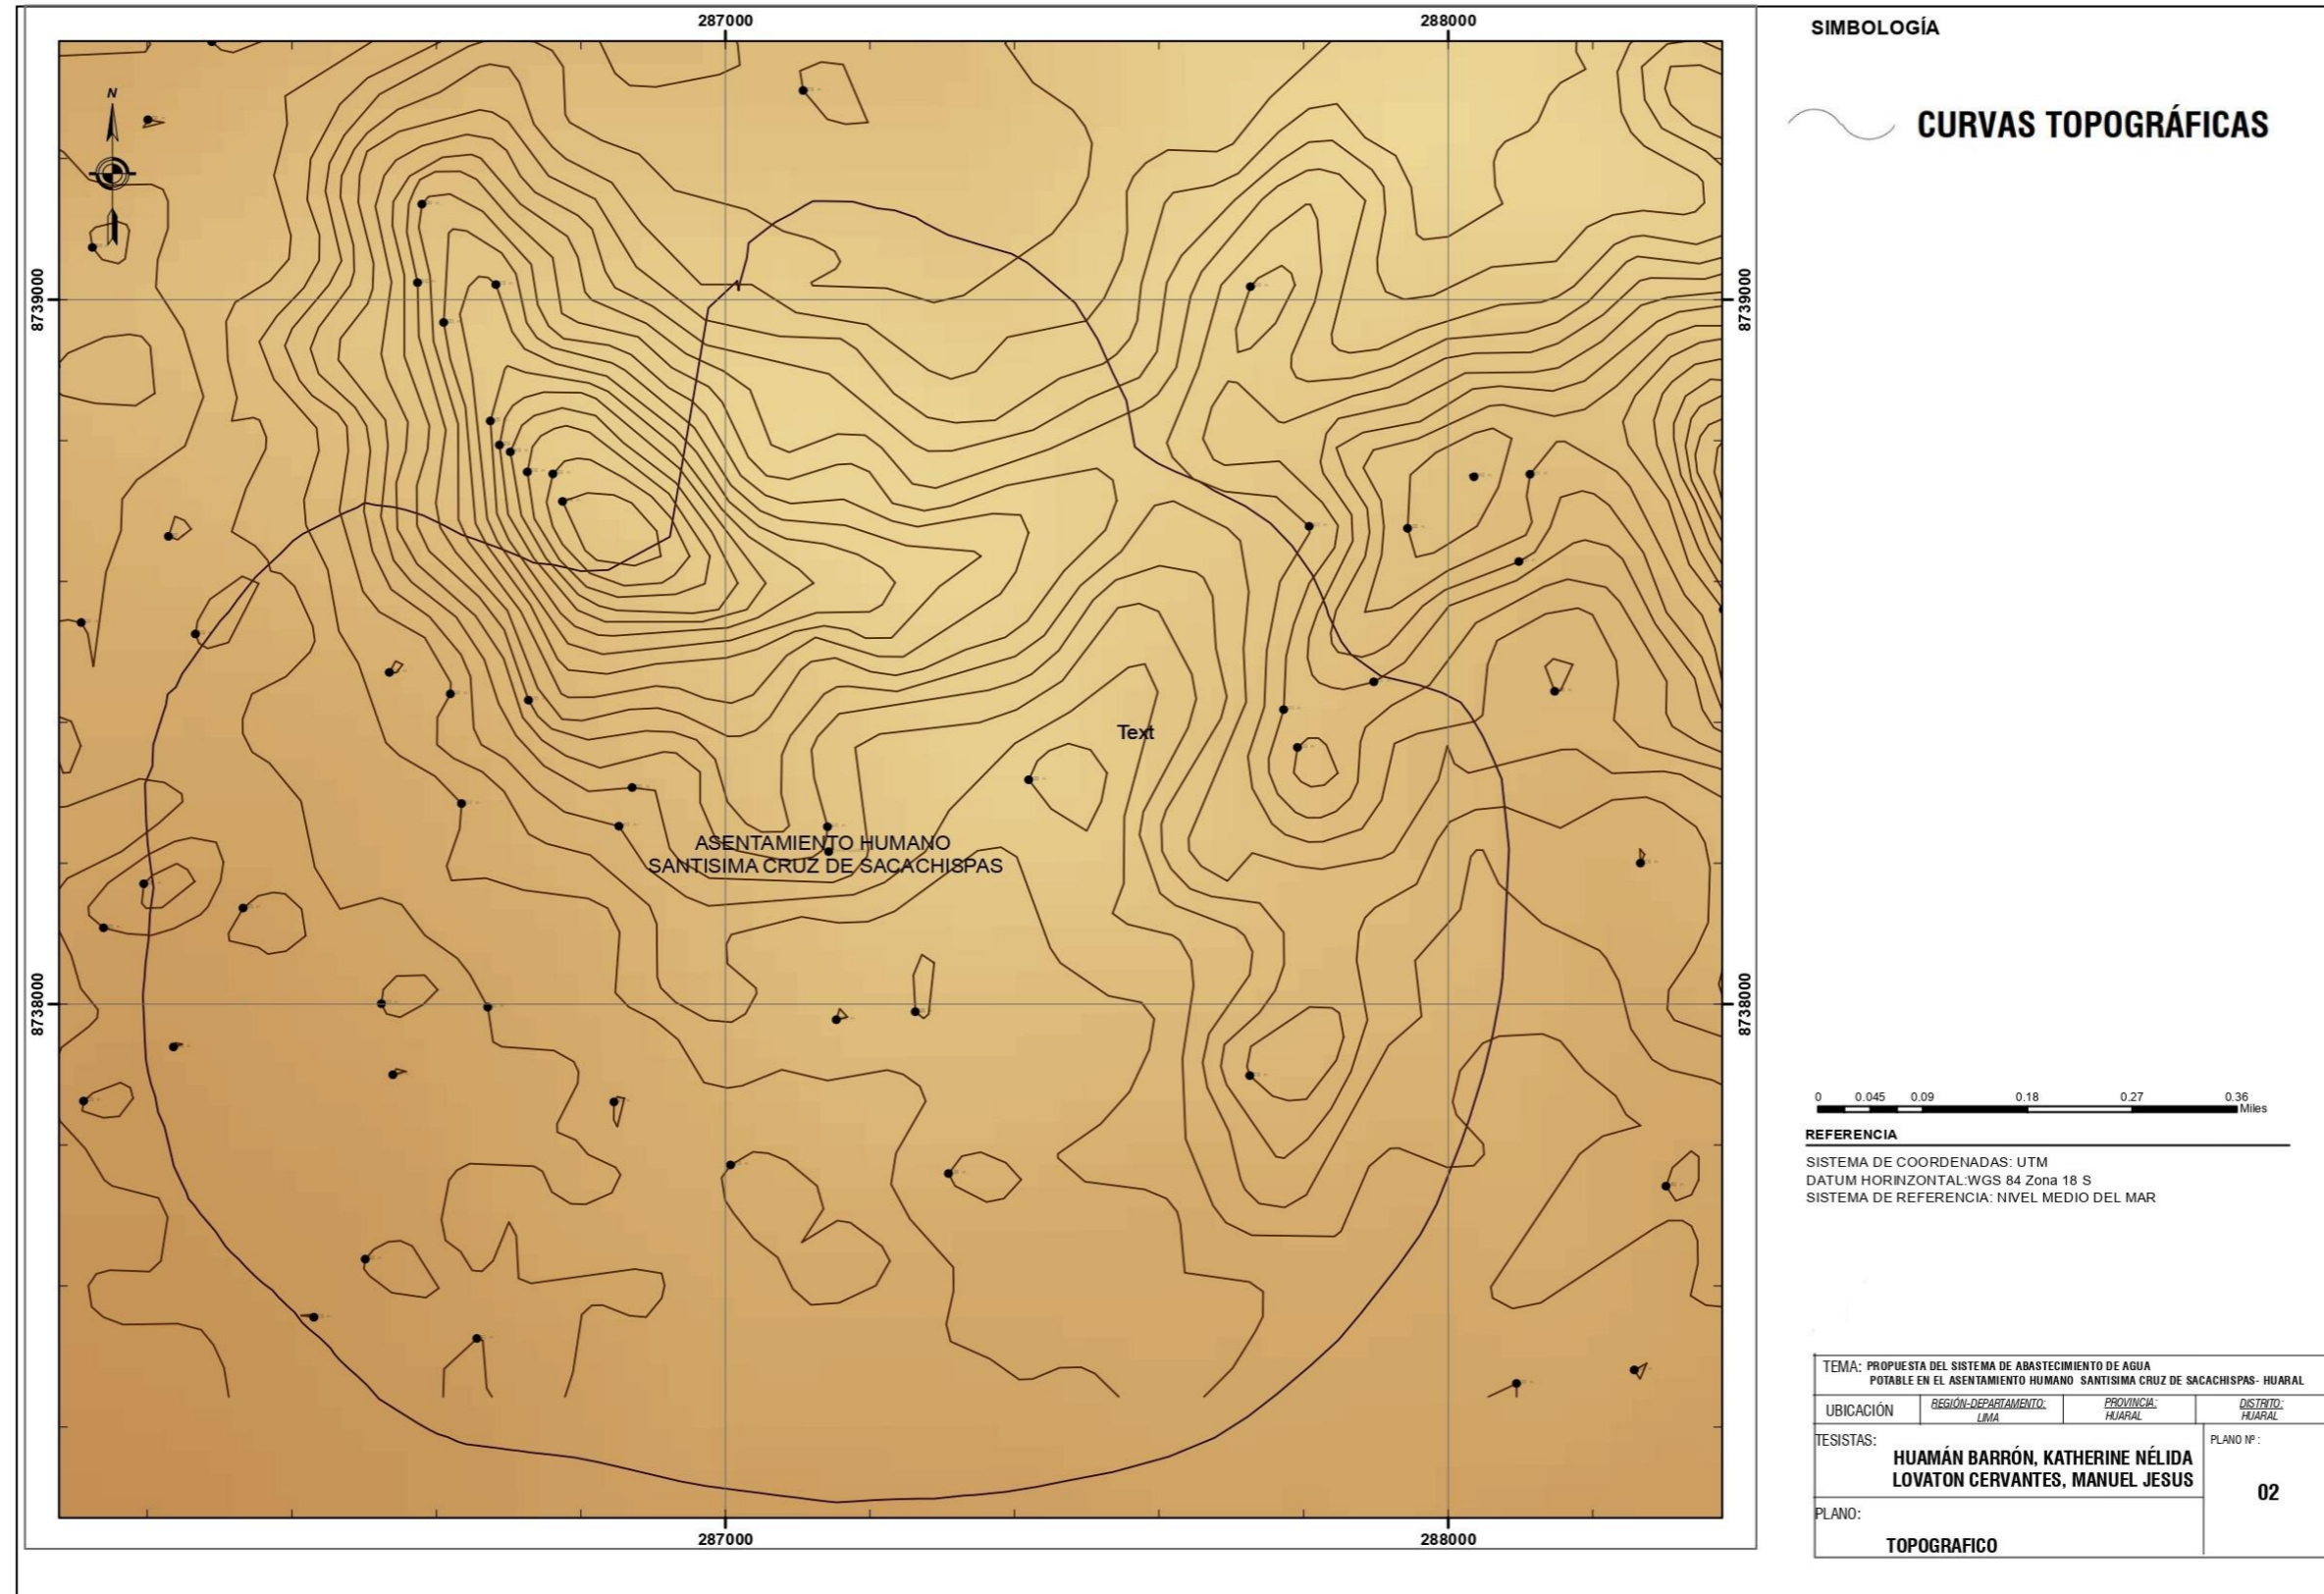 287000
288000
SIMBOLOGÍA
N
CURVAS TOPOGRÁFICAS
8739000
8739000
Text
ASENTAMIENTO HUMANO
SANTISIMA CRUZ DE SACACHISPAS
8738000
8738000
0 0.045 0.09 0.18 0.27 0.36
Miles
REFERENCIA
SISTEMA DE COORDENADAS: UTM
DATUM HORINZONTAL:WGS 84 Zona 18 S
SISTEMA DE REFERENCIA: NIVEL MEDIO DEL MAR
TEMA: PROPUESTA DEL SISTEMA DE ABASTECIMIENTO DE AGUA
POTABLE EN EL ASENTAMIENTO HUMANO SANTISIMA CRUZ DE SACACHISPAS- HUARAL
UBICACIÓN
REGIÓN-DEPARTAMENTO:
LIMA
PROVINCIA:
HUARAL
DISTRITO:
HUARAL
TESISTAS:
HUAMÁN BARRÓN, KATHERINE NÉLIDA
LOVATON CERVANTES, MANUEL JESUS
PLANO Nº :
02
PLANO:
TOPOGRAFICO
287000
288000